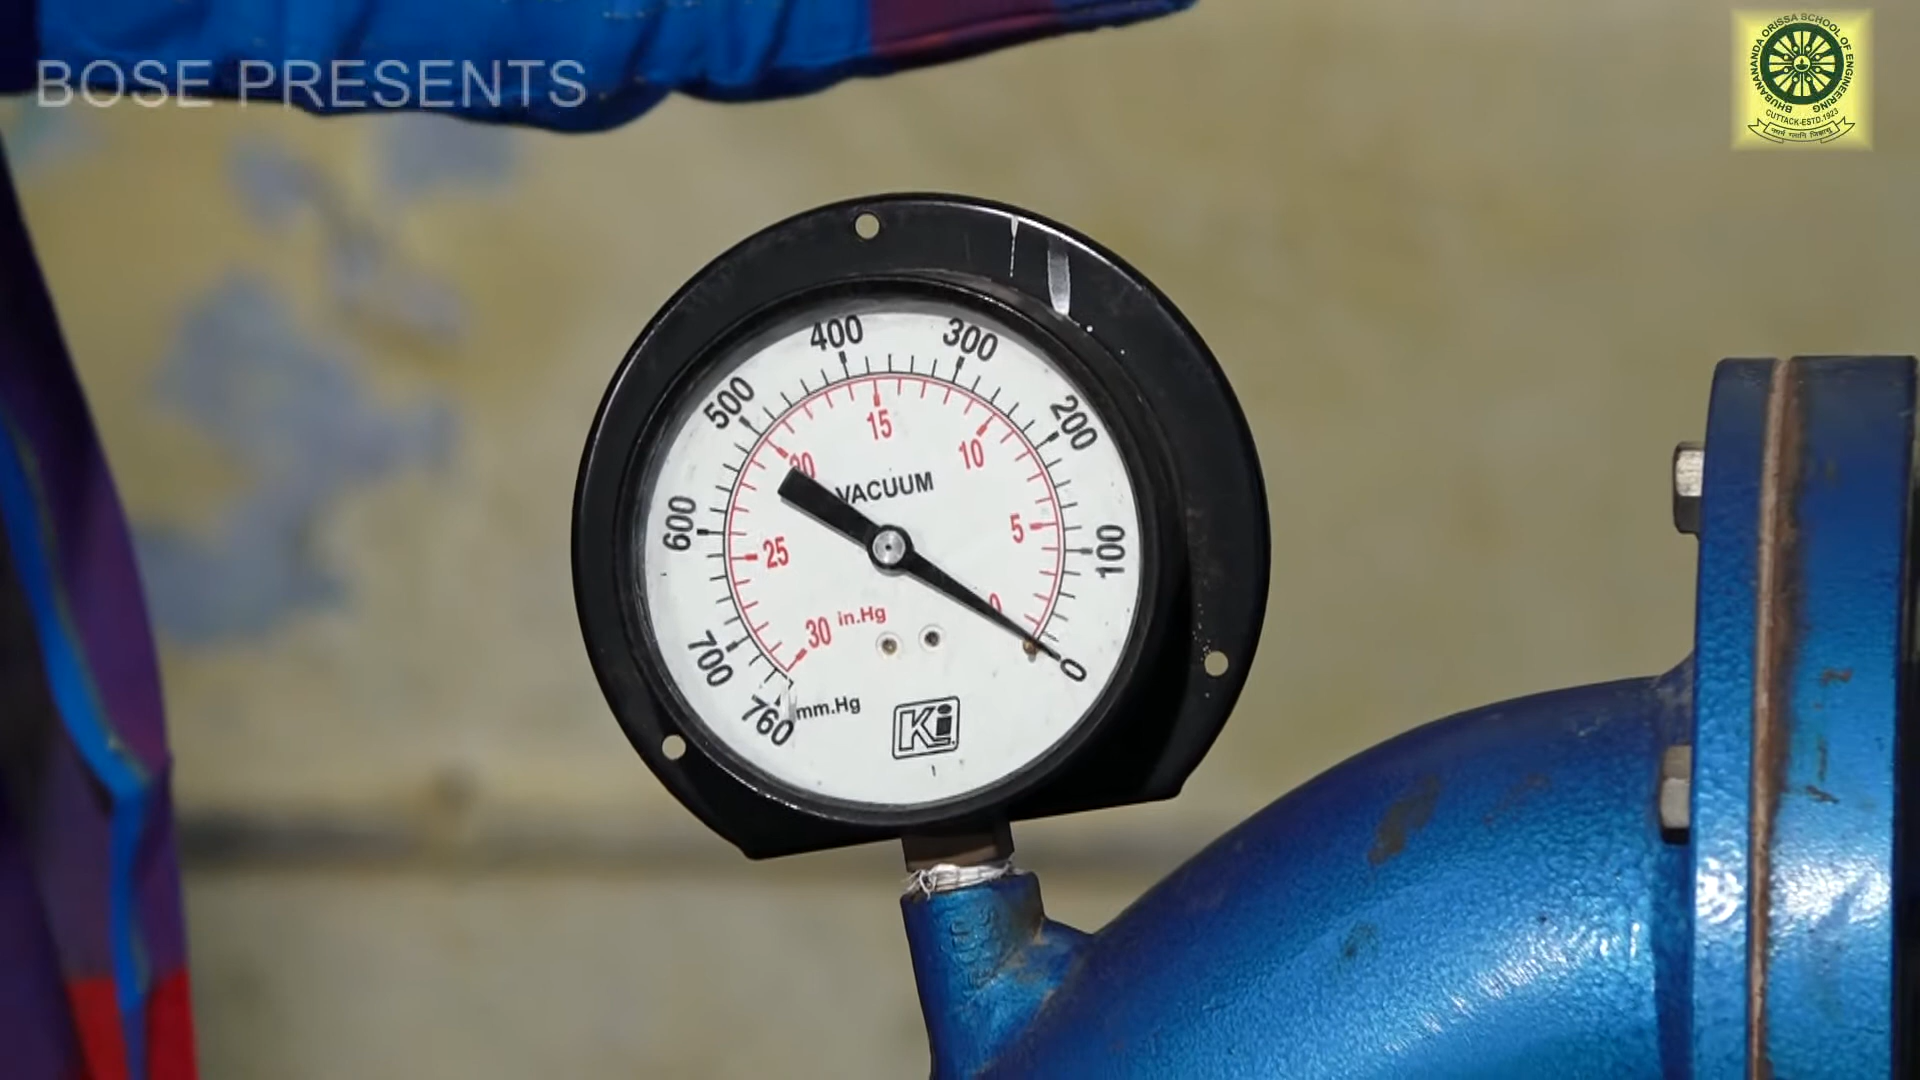 BOSE PRESENTS
BHUBANANANDA ORISSA SCHOOL OF ENGINEERING
CUTTACK-ESTD.1923
400
300
500
200
15
20
10
VACUUM
600
5
100
25
0
30
in.Hg
700
0
mm.Hg
760
Ki